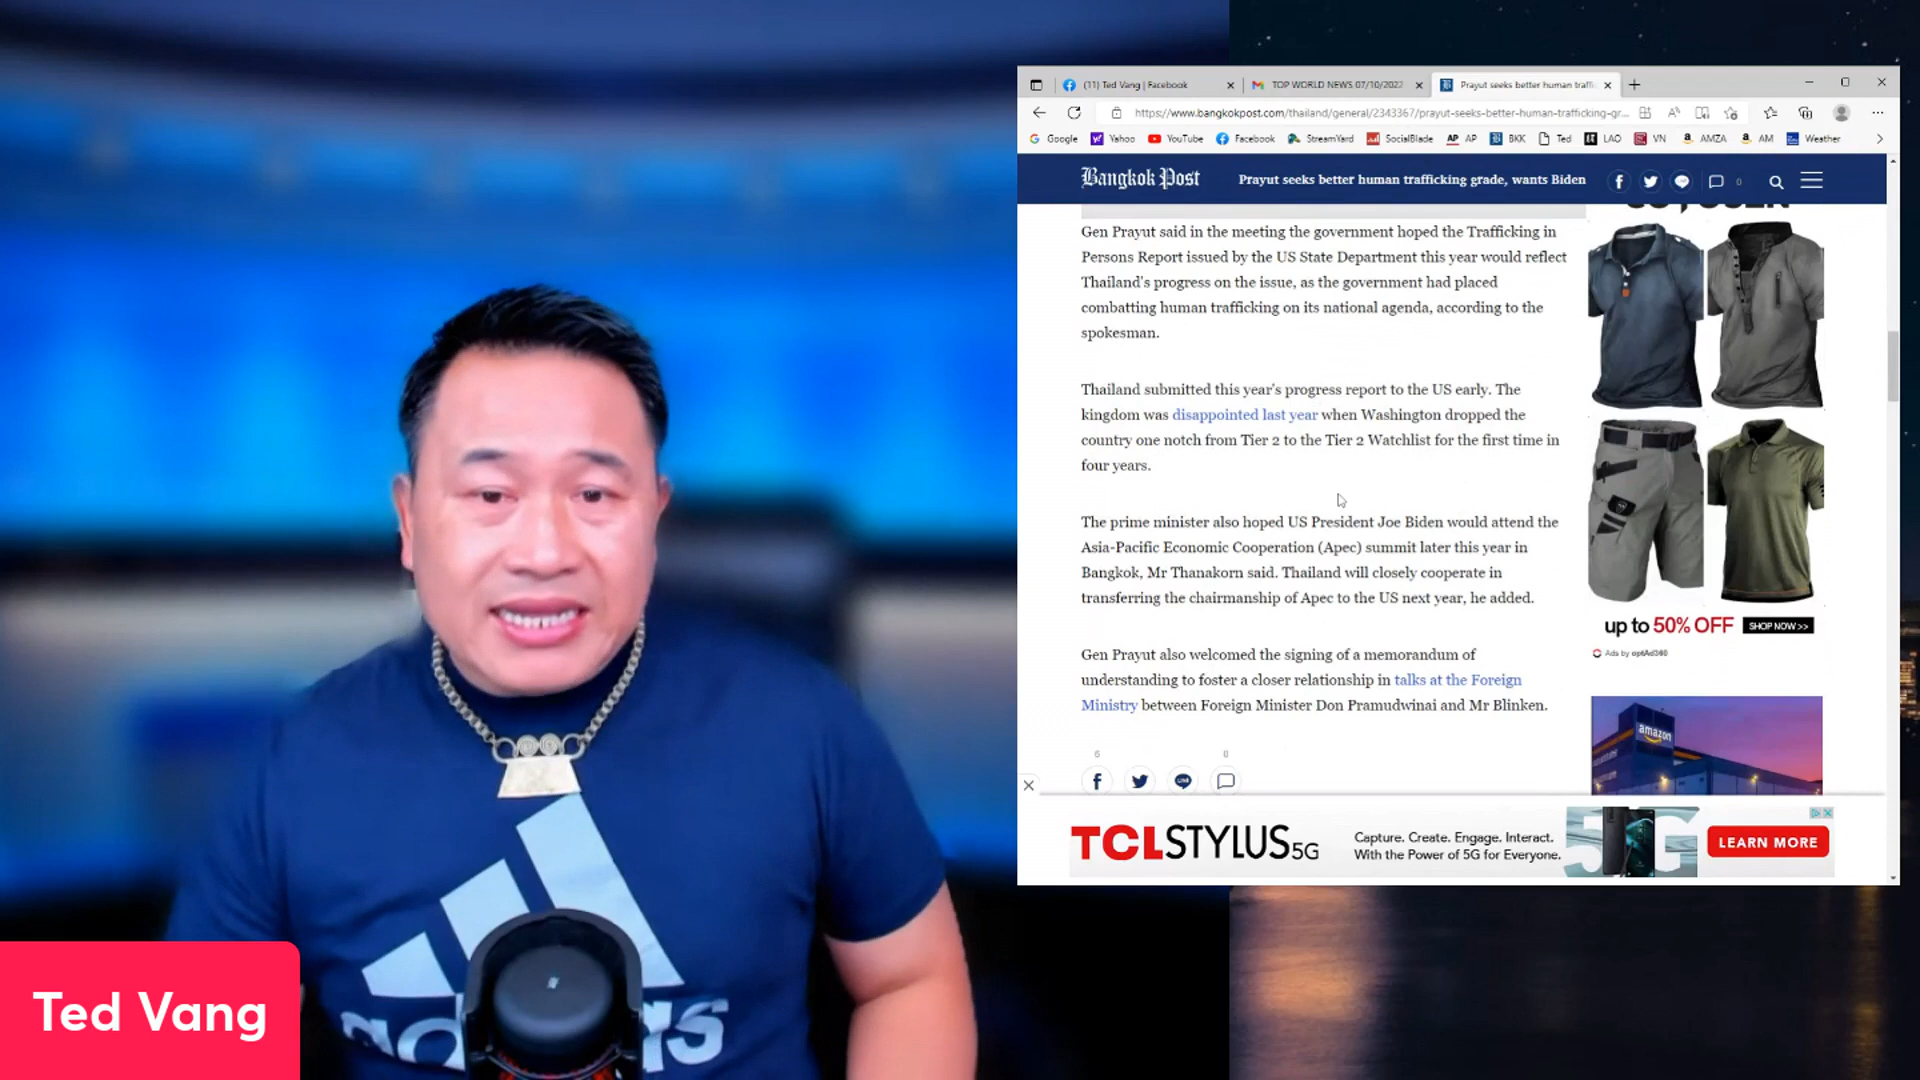 (11) Ted Vang | Facebook
TOP WORLD NEWS 07/10/2022
Prayut seeks better human traffi
https://www.bangkokpost.com/thailand/general/2343367/prayut-seeks-better-human-trafficking-gr...
Google Yahoo YouTube Facebook StreamYard SocialBlade AP AP BKK Ted LAO VN AMZA AM Weather
Bangkok Post
Prayut seeks better human trafficking grade, wants Biden
0
Gen Prayut said in the meeting the government hoped the Trafficking in
Persons Report issued by the US State Department this year would reflect
Thailand's progress on the issue, as the government had placed
combatting human trafficking on its national agenda, according to the
spokesman.
Thailand submitted this year's progress report to the US early. The
kingdom was disappointed last year when Washington dropped the
country one notch from Tier 2 to the Tier 2 Watchlist for the first time in
four years.
The prime minister also hoped US President Joe Biden would attend the
Asia-Pacific Economic Cooperation (Apec) summit later this year in
Bangkok, Mr Thanakorn said. Thailand will closely cooperate in
transferring the chairmanship of Apec to the US next year, he added.
Gen Prayut also welcomed the signing of a memorandum of
understanding to foster a closer relationship in talks at the Foreign
Ministry between Foreign Minister Don Pramudwinai and Mr Blinken.
6 0
up to 50% OFF SHOP NOW >>
Ads by optAd360
amazon
TCL STYLUS 5G
Capture. Create. Engage. Interact.
With the Power of 5G for Everyone.
5G
LEARN MORE
Ted Vang